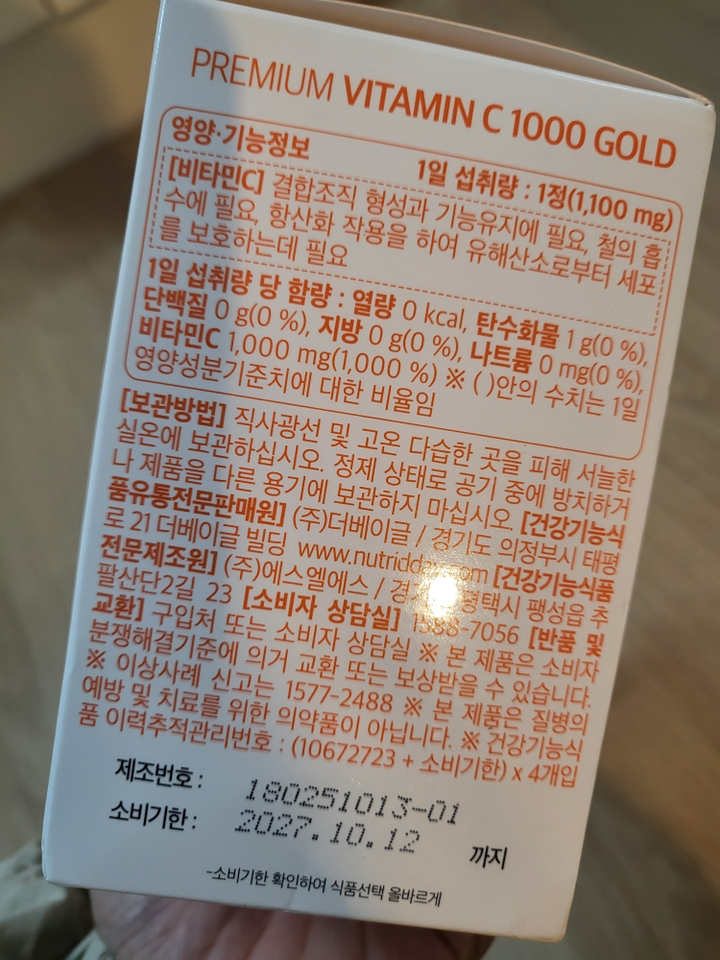 PREMIUM VITAMIN C 1000 GOLD
영양·기능정보
1일 섭취량 : 1정(1,100 mg)
[비타민C] 결합조직 형성과 기능유지에 필요, 철의 흡
수에 필요, 항산화 작용을 하여 유해산소로부터 세포
를 보호하는데 필요
1일 섭취량 당 함량 : 열량 0 kcal, 탄수화물 1 g(0 %),
단백질 0 g(0 %), 지방 0 g(0 %), 나트륨 0 mg(0 %),
비타민C 1,000 mg(1,000 %) ※ ( )안의 수치는 1일
영양성분기준치에 대한 비율임
[보관방법] 직사광선 및 고온 다습한 곳을 피해 서늘한
실온에 보관하십시오. 정제 상태로 공기 중에 방치하거
나 제품을 다른 용기에 보관하지 마십시오. [건강기능식
품유통전문판매원] (주)더베이글 / 경기도 의정부시 태평
로 21 더베이글 빌딩 [건강기능식품
전문제조원] (주)에스엘에스 / 평택시 팽성읍 추
팔산단2길 23 [소비자 상담실] [반품 및
교환] 구입처 또는 소비자 상담실 ※ 본 제품은 소비자
분쟁해결기준에 의거 교환 또는 보상받을 수 있습니다.
※ 이상사례 신고는 1577-2488 ※ 본 제품은 질병의
예방 및 치료를 위한 의약품이 아닙니다. ※ 건강기능식
품 이력추적관리번호 : (10672723 + 소비기한) x 4개입
제조번호 : 180251013-01
소비기한 : 2027.10.12 까지
-소비기한 확인하여 식품선택 올바르게